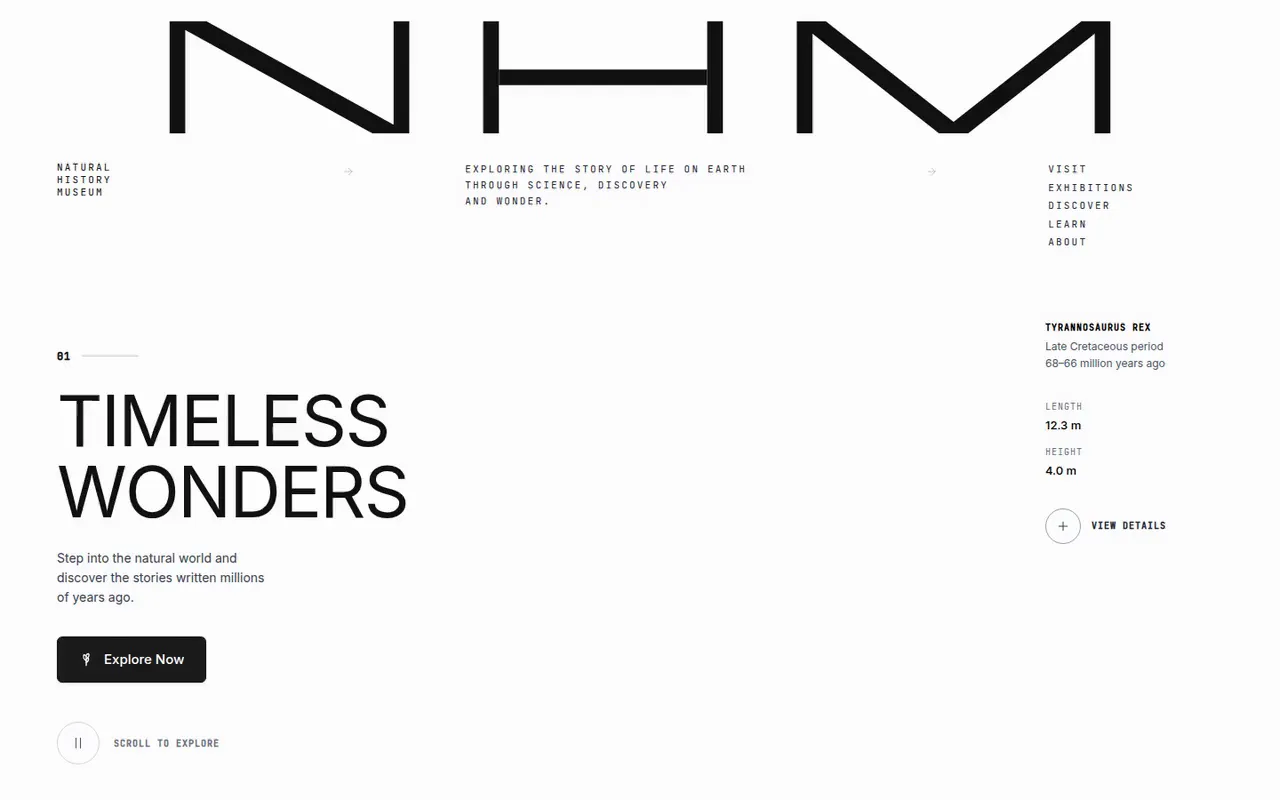 NHM
NATURAL
HISTORY
MUSEUM
EXPLORING THE STORY OF LIFE ON EARTH
THROUGH SCIENCE, DISCOVERY
AND WONDER.
VISIT
EXHIBITIONS
DISCOVER
LEARN
ABOUT
01
TIMELESS
WONDERS
Step into the natural world and
discover the stories written millions
of years ago.
Explore Now
SCROLL TO EXPLORE
TYRANNOSAURUS REX
Late Cretaceous period
68–66 million years ago
LENGTH
12.3 m
HEIGHT
4.0 m
VIEW DETAILS